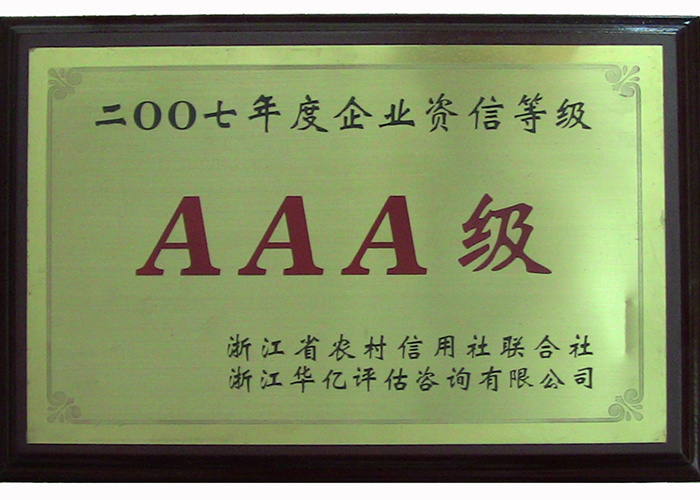 二OO七年度企业资信等级
AAA级
浙江省农村信用社联合社
浙江华亿评估咨询有限公司